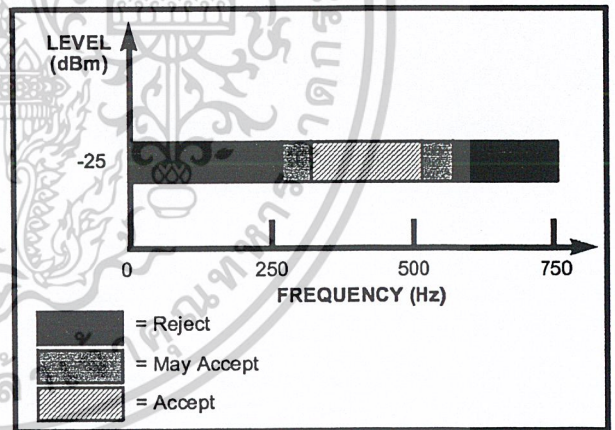 LEVEL
(dBm)
-25
0
250
500
750
FREQUENCY (Hz)
= Reject
= May Accept
= Accept